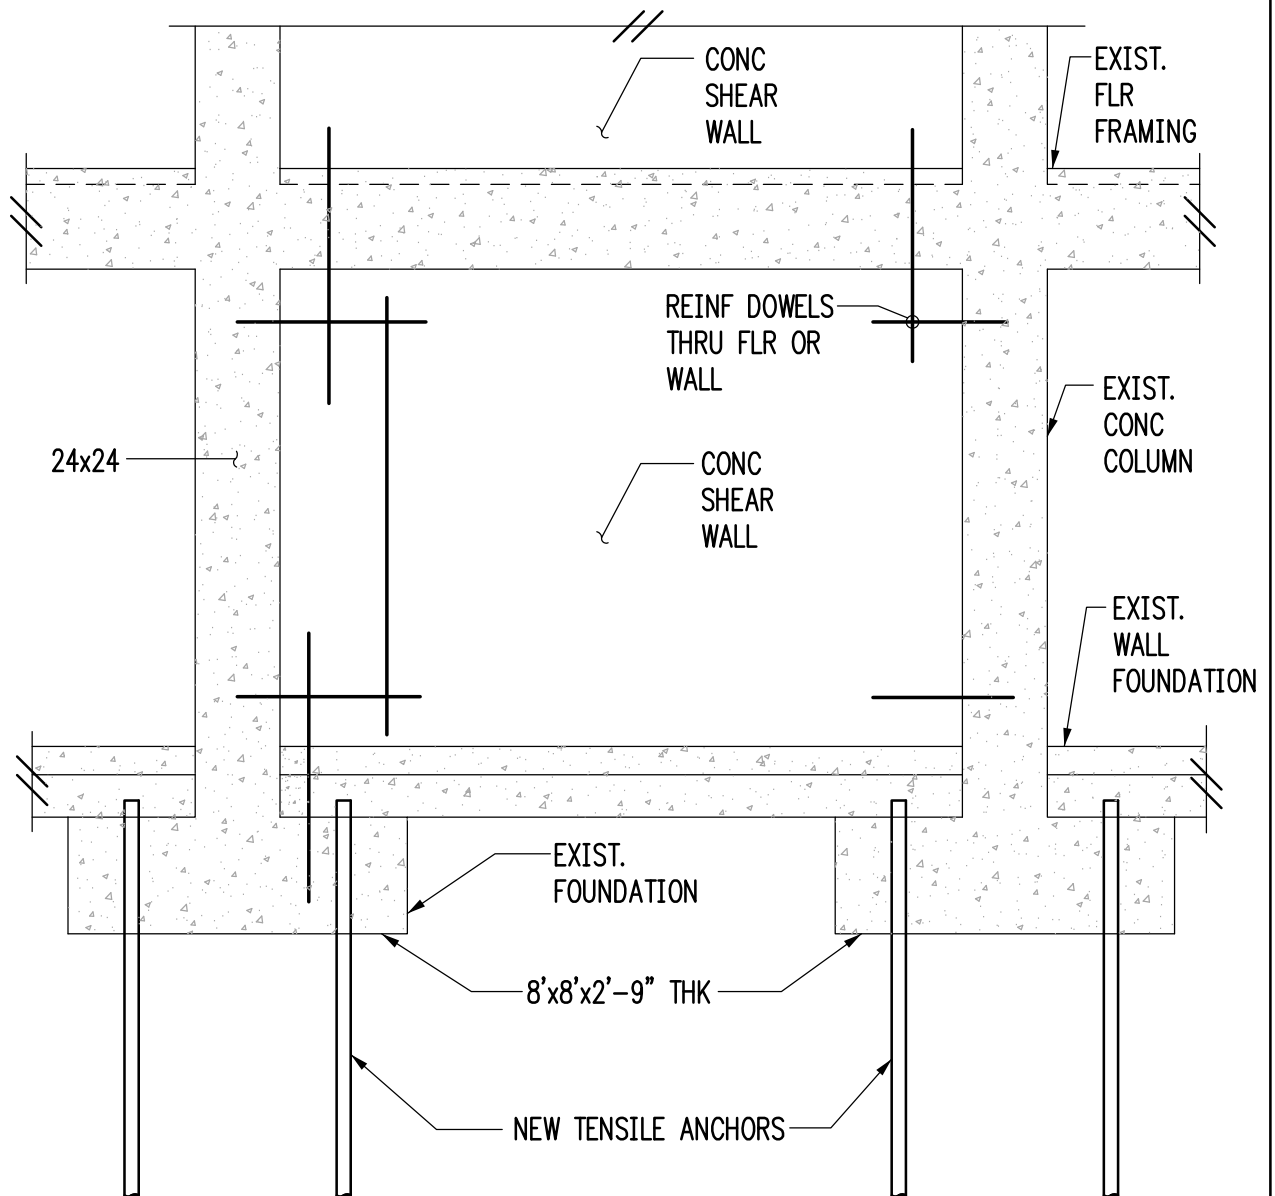 CONC
SHEAR
WALL
EXIST.
FLR
FRAMING
REINF DOWELS
THRU FLR OR
WALL
EXIST.
CONC
COLUMN
24x24
CONC
SHEAR
WALL
EXIST.
WALL
FOUNDATION
EXIST.
FOUNDATION
8'x8'x2'-9" THK
NEW TENSILE ANCHORS